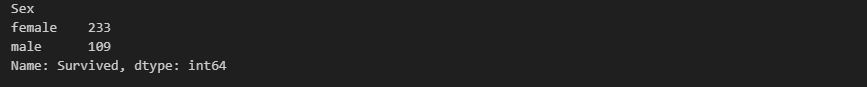 Sex
female    233
male      109
Name: Survived, dtype: int64